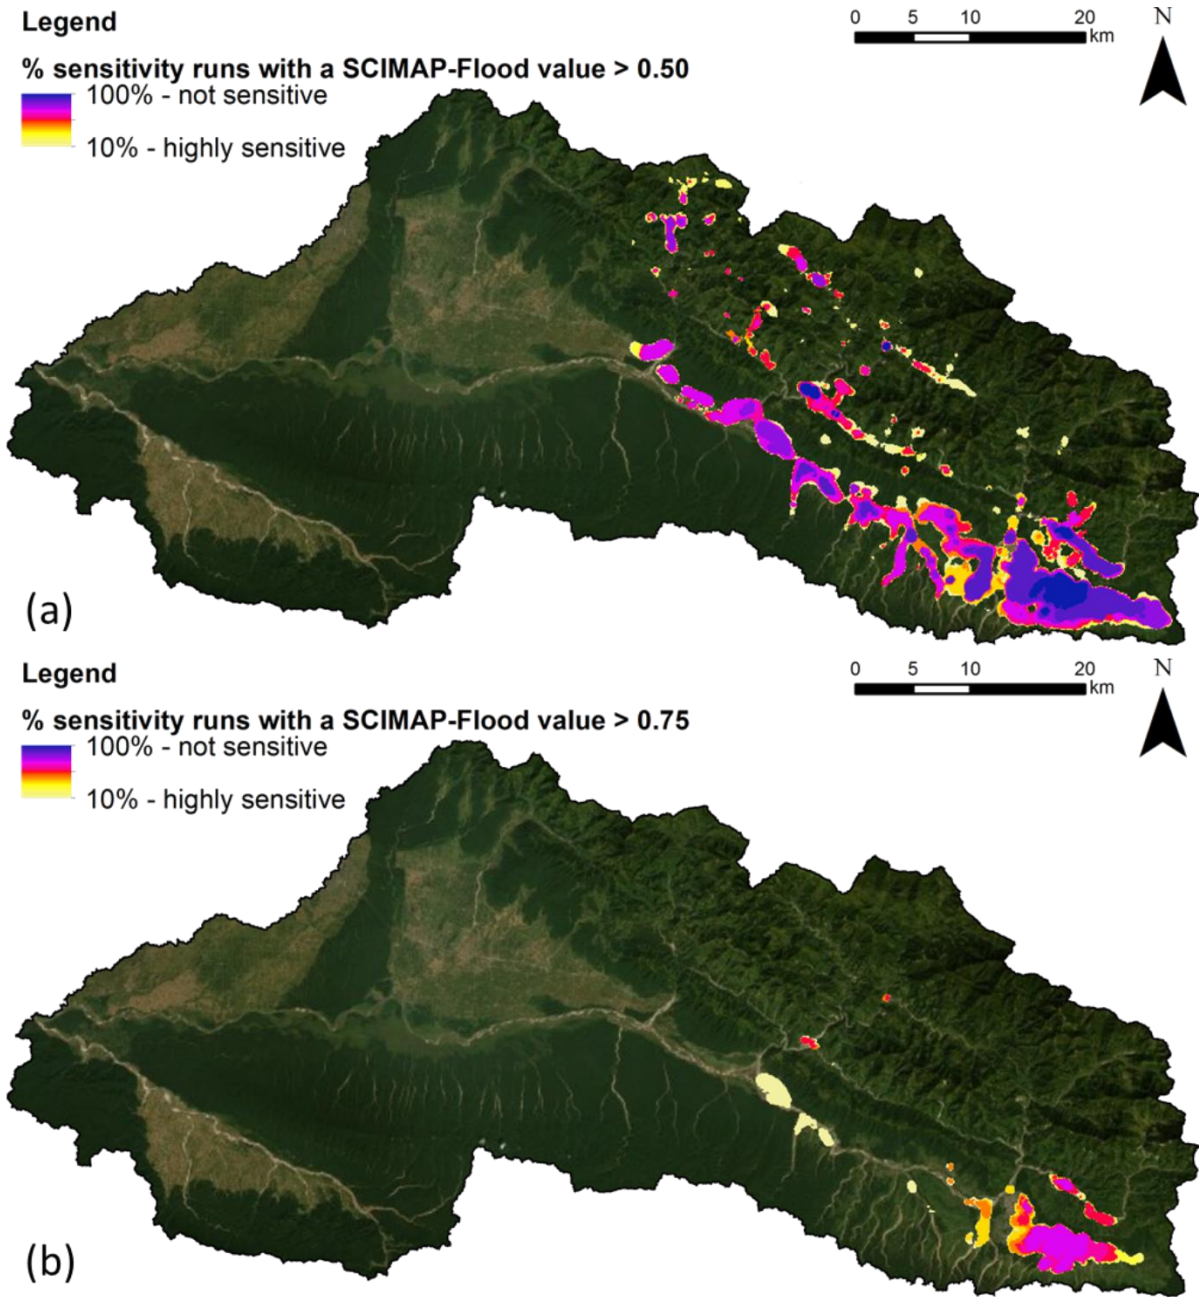 Legend
0 5 10 20 km
N
% sensitivity runs with a SCIMAP-Flood value > 0.50
100% - not sensitive
10% - highly sensitive
(a)
Legend
0 5 10 20 km
N
% sensitivity runs with a SCIMAP-Flood value > 0.75
100% - not sensitive
10% - highly sensitive
(b)